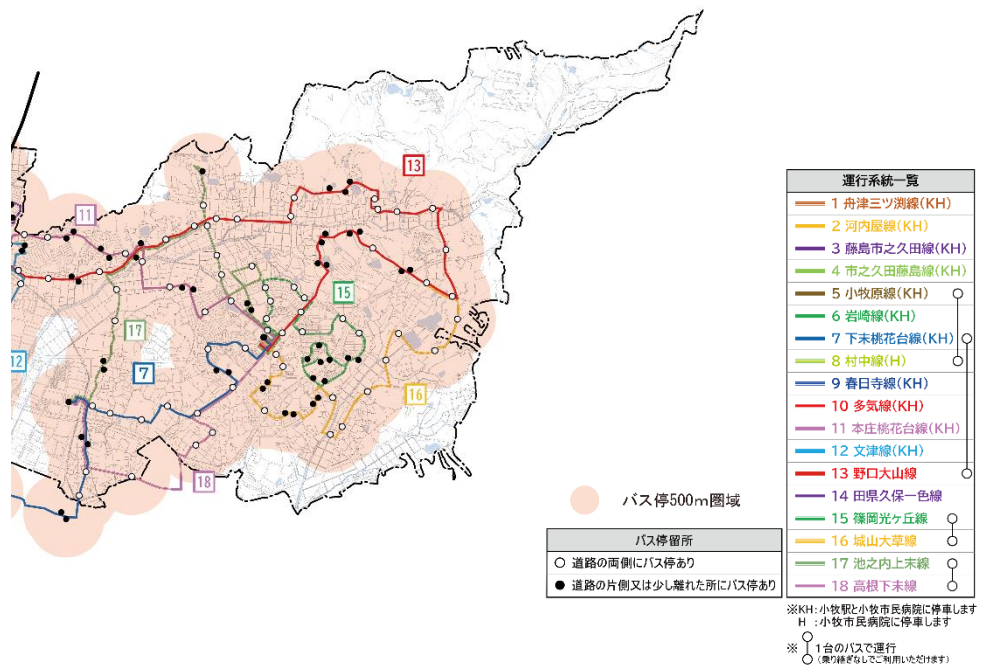 13
11
15
17
12
7
16
18
バス停500m圏域
バス停留所
道路の両側にバス停あり
道路の片側又は少し離れた所にバス停あり
運行系統一覧
1 舟津三ツ渕線(KH)
2 河内屋線(KH)
3 藤島市之久田線(KH)
4 市之久田藤島線(KH)
5 小牧原線(KH)
6 岩崎線(KH)
7 下末桃花台線(KH)
8 村中線(H)
9 春日寺線(KH)
10 多気線(KH)
11 本庄桃花台線(KH)
12 文津線(KH)
13 野口大山線
14 田県久保一色線
15 篠岡光ヶ丘線
16 城山大草線
17 池之内上末線
18 高根下末線
※KH:小牧駅と小牧市民病院に停車します
H :小牧市民病院に停車します
※ 1台のバスで運行
(乗り継ぎなしでご利用いただけます)